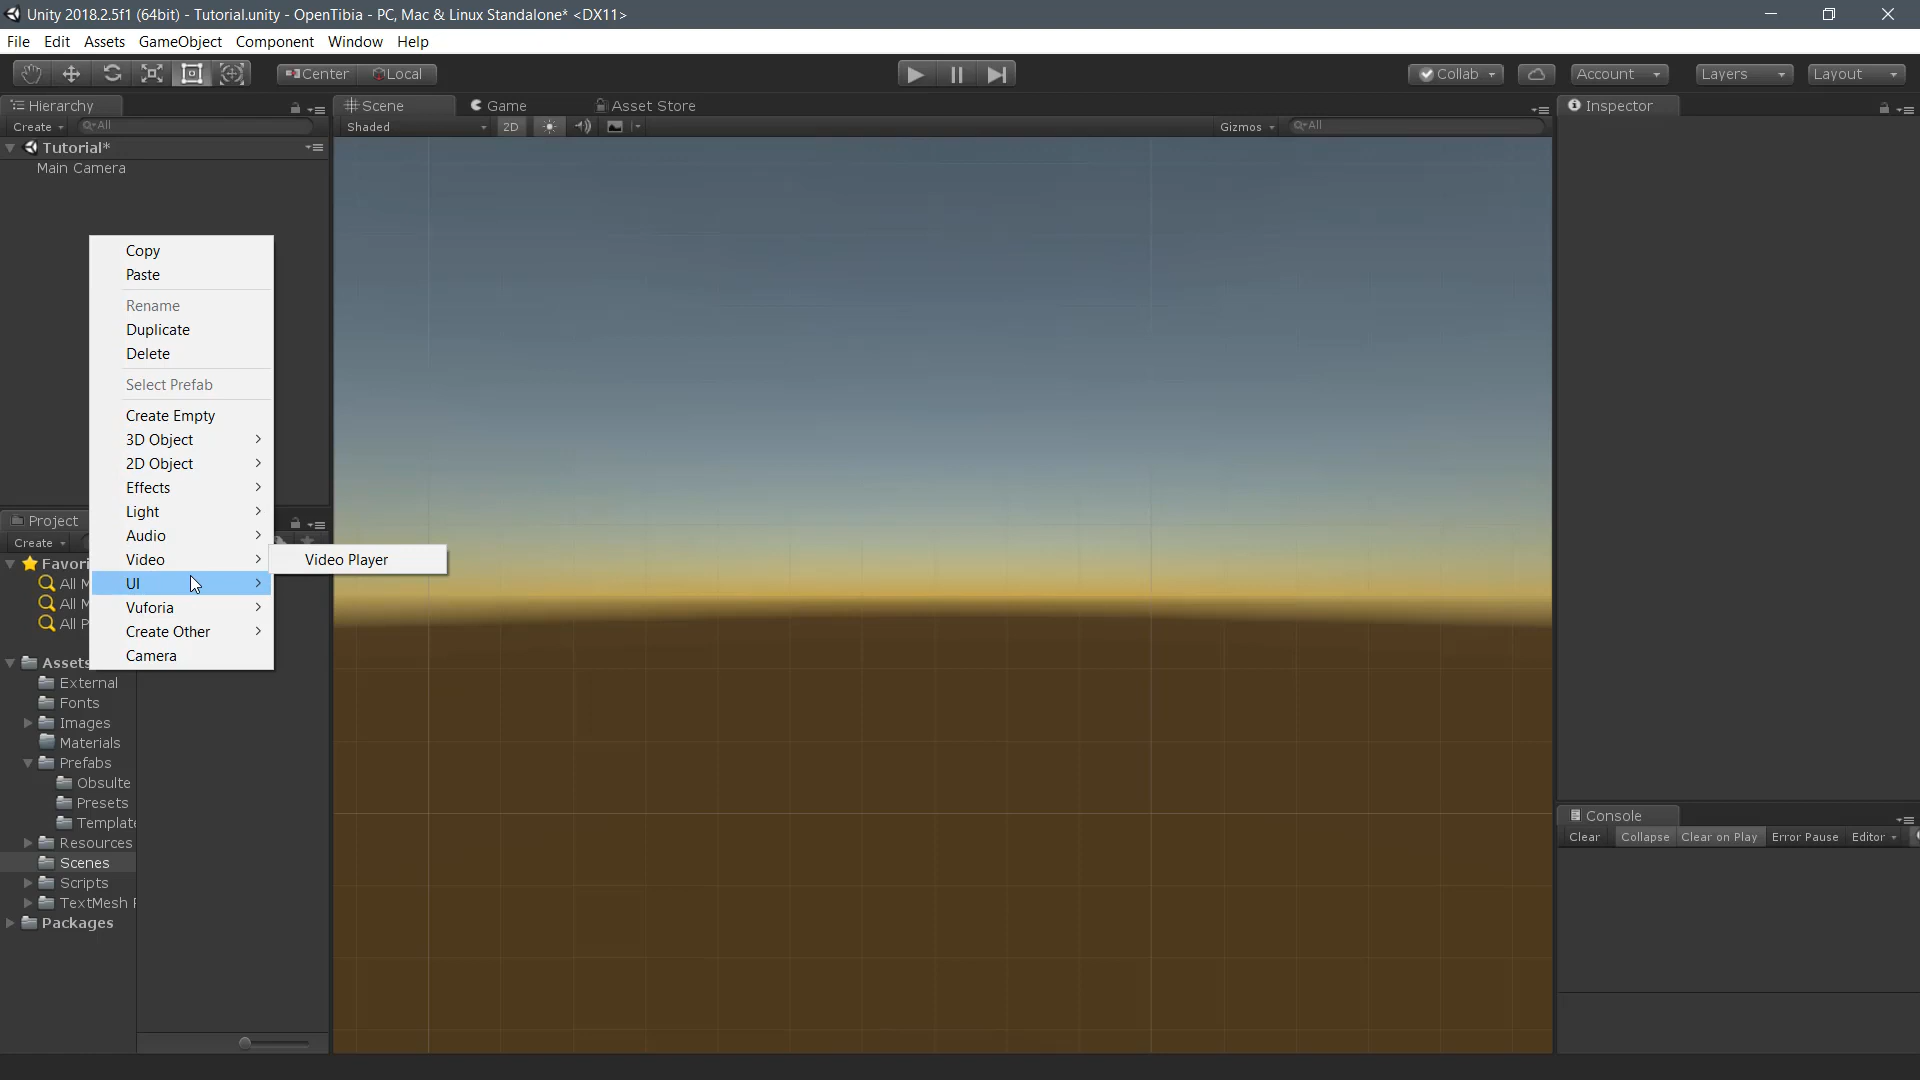 Unity 2018.2.5f1 (64bit) - Tutorial.unity - OpenTibia - PC, Mac & Linux Standalone* <DX11>
File Edit Assets GameObject Component Window Help
Center Local Collab Account Layers Layout
Hierarchy Scene Game Asset Store Inspector
Create All Shaded 2D Gizmos All
Tutorial*
Main Camera
Copy
Paste
Rename
Duplicate
Delete
Select Prefab
Create Empty
3D Object
2D Object
Effects
Light
Audio
Video
Video Player
UI
Vuforia
Create Other
Camera
Project
Create
Favori
All M
All M
All P
Assets
External
Fonts
Images
Materials
Prefabs
Obsulte
Presets
Template
Resources
Scenes
Scripts
TextMesh P
Packages
Console
Clear Collapse Clear on Play Error Pause Editor